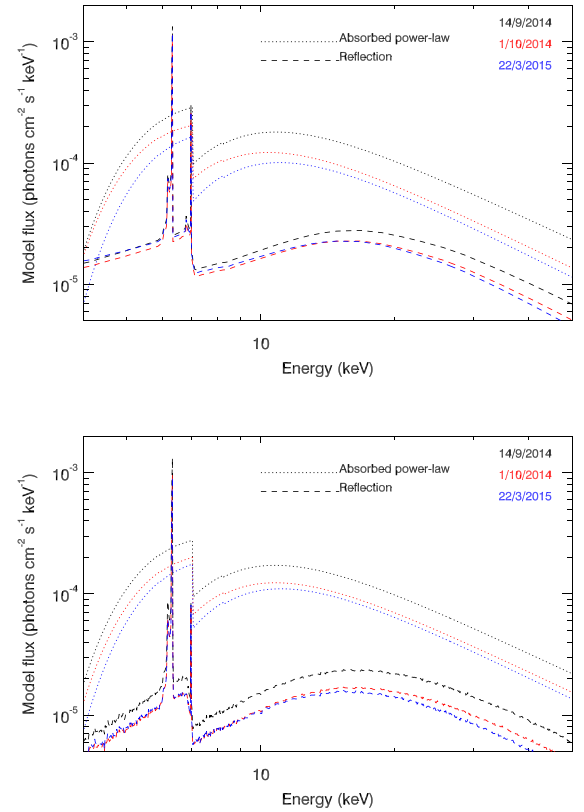 14/9/2014
Absorbed power-law
1/10/2014
Reflection
22/3/2015
10⁻³
10⁻⁴
10⁻⁵
Model flux (photons cm⁻² s⁻¹ keV⁻¹)
10
Energy (keV)
14/9/2014
Absorbed power-law
1/10/2014
Reflection
22/3/2015
10⁻³
10⁻⁴
10⁻⁵
Model flux (photons cm⁻² s⁻¹ keV⁻¹)
10
Energy (keV)